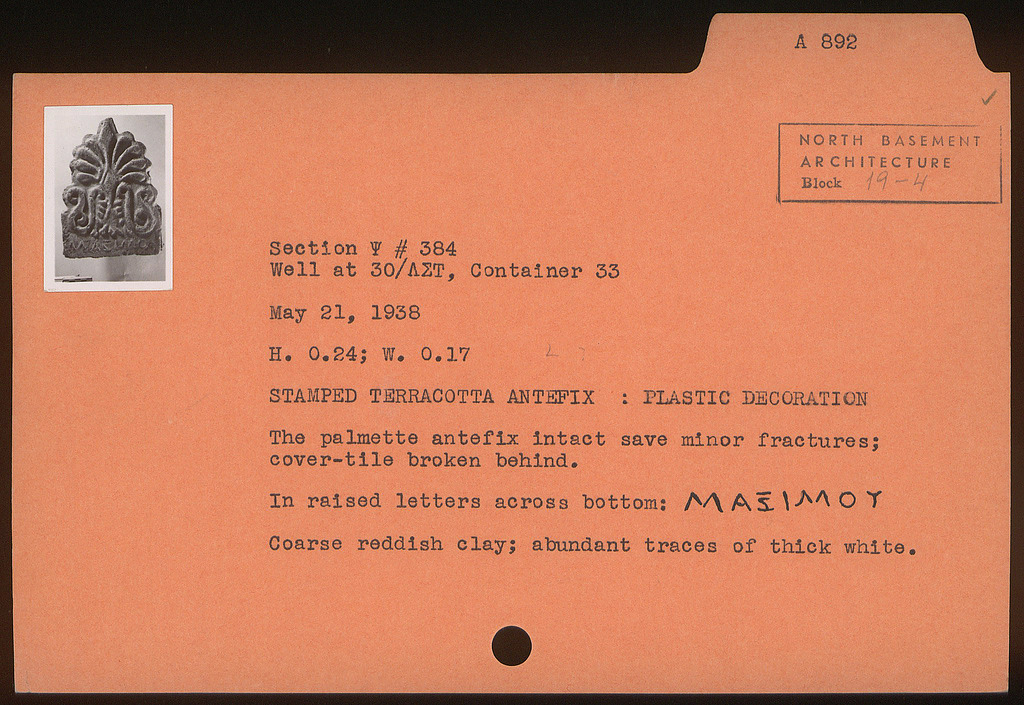 A 892
NORTH BASEMENT
ARCHITECTURE
Block 19-4
Section Ψ # 384
Well at 30/ΛΣΤ, Container 33
May 21, 1938
H. 0.24; W. 0.17
STAMPED TERRACOTTA ANTEFIX : PLASTIC DECORATION
The palmette antefix intact save minor fractures;
cover-tile broken behind.
In raised letters across bottom: ΜΑΞΙΜΟΥ
Coarse reddish clay; abundant traces of thick white.